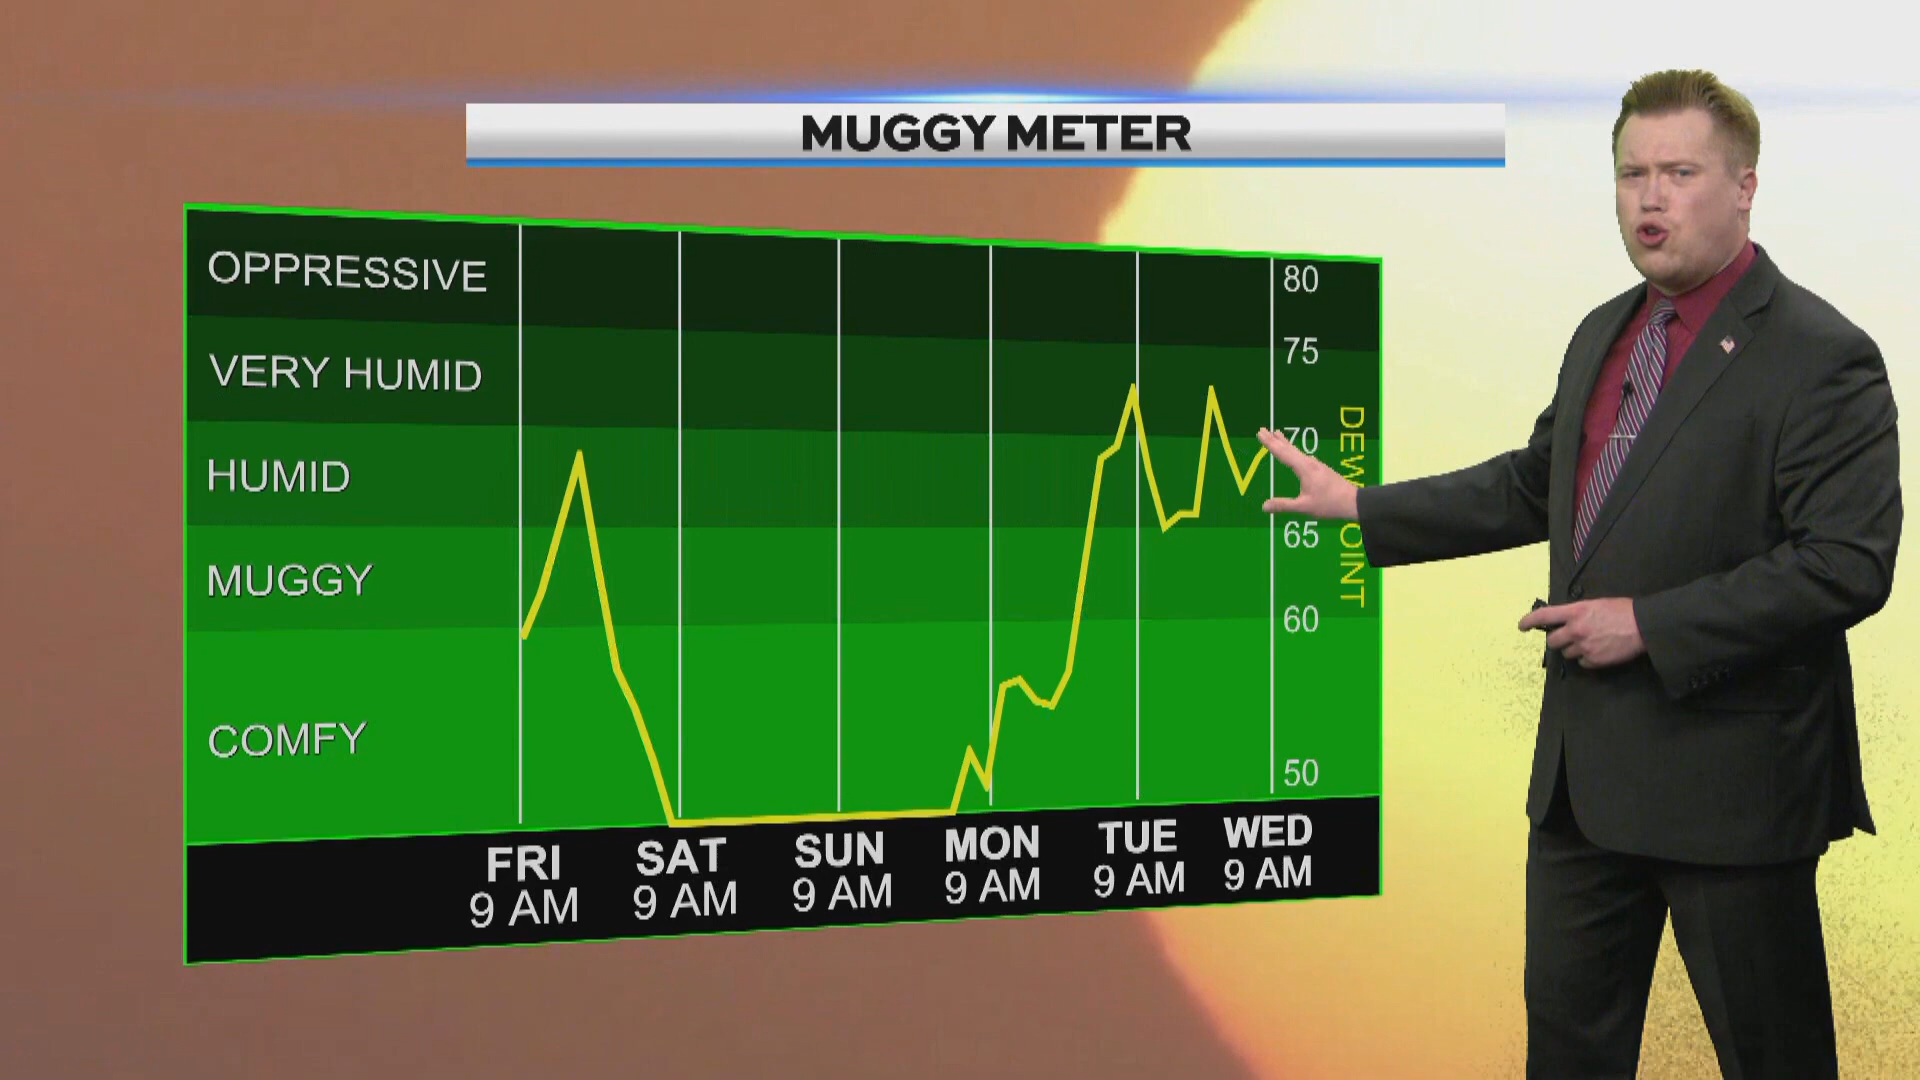 MUGGY METER
OPPRESSIVE
VERY HUMID
HUMID
MUGGY
COMFY
80
75
70
65
60
50
FRI
9 AM
SAT
9 AM
SUN
9 AM
MON
9 AM
TUE
9 AM
WED
9 AM